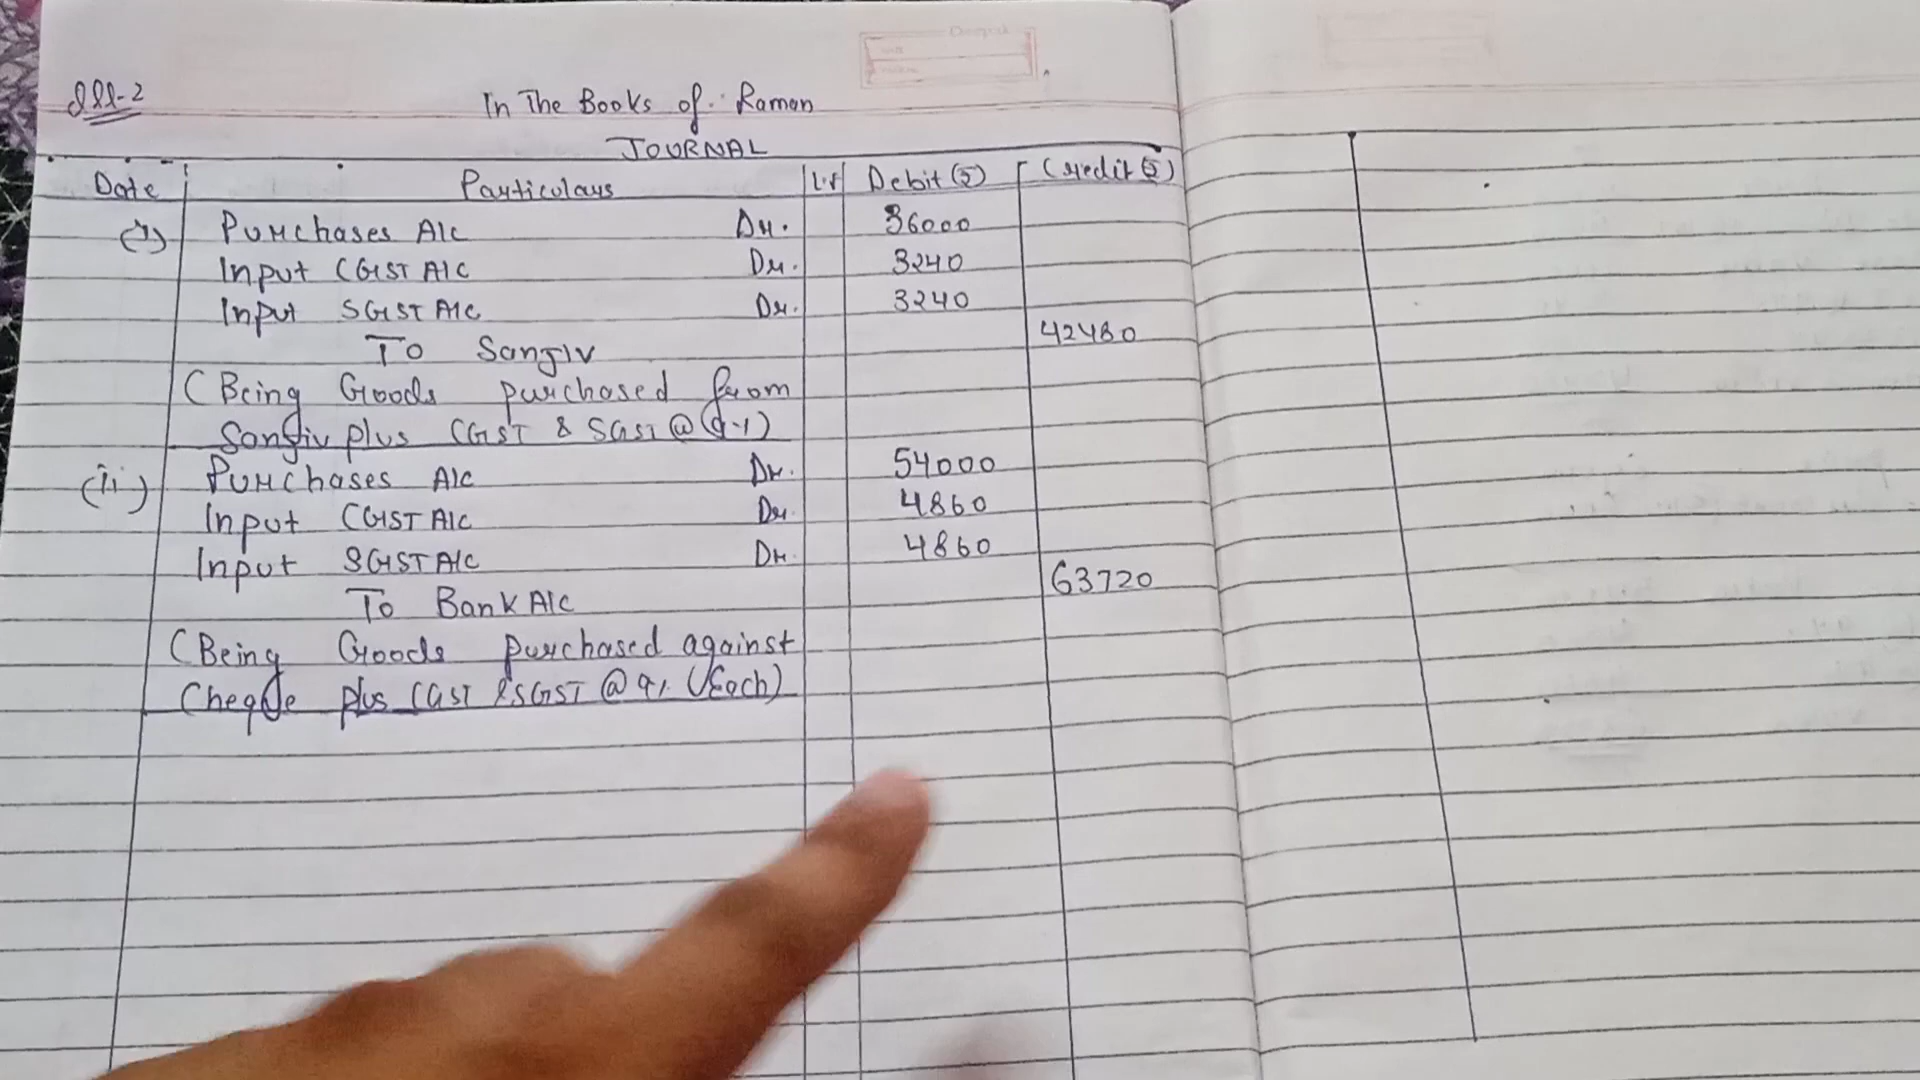 Ill-2
In The Books of Raman
JOURNAL
Date Particulars L.F Debit (₹) Credit (₹)
(i) Purchases A/c Dr. 36000
Input CGST A/c Dr. 3240
Input SGST A/c Dr. 3240
To Sanjiv 42480
(Being Goods purchased from
Sanjiv plus CGST & SGST @ 9%)
(ii) Purchases A/c Dr. 54000
Input CGST A/c Dr. 4860
Input SGST A/c Dr. 4860
To Bank A/c 63720
(Being Goods purchased against
Cheque plus CGST & SGST @ 9% (Each)